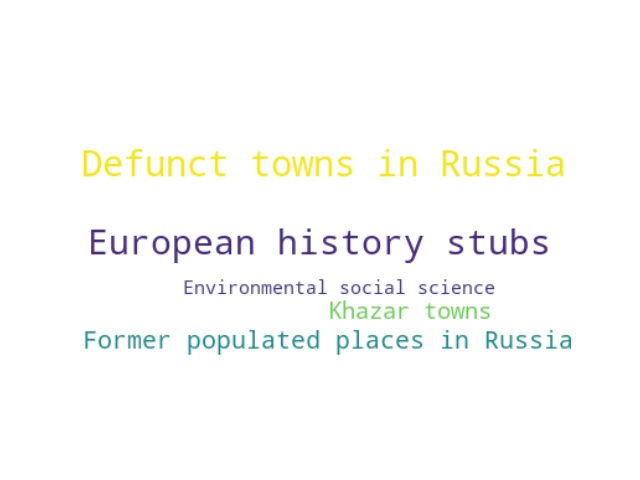 Defunct towns in Russia
European history stubs
Environmental social science
Khazar towns
Former populated places in Russia